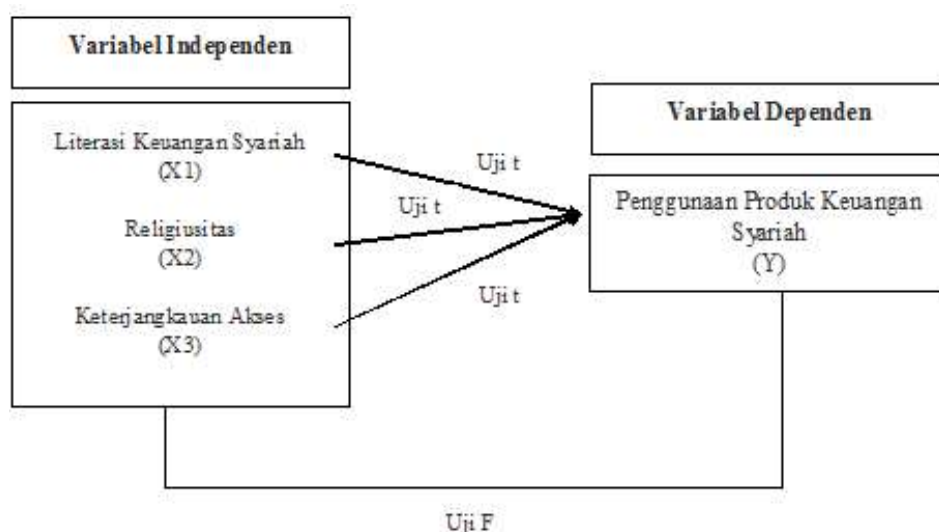 Variabel Independen
Literasi Keuangan Syariah
(X1)
Religiusitas
(X2)
Keterjangkauan Akses
(X3)
Uji t
Uji t
Uji t
Variabel Dependen
Penggunaan Produk Keuangan
Syariah
(Y)
Uji F